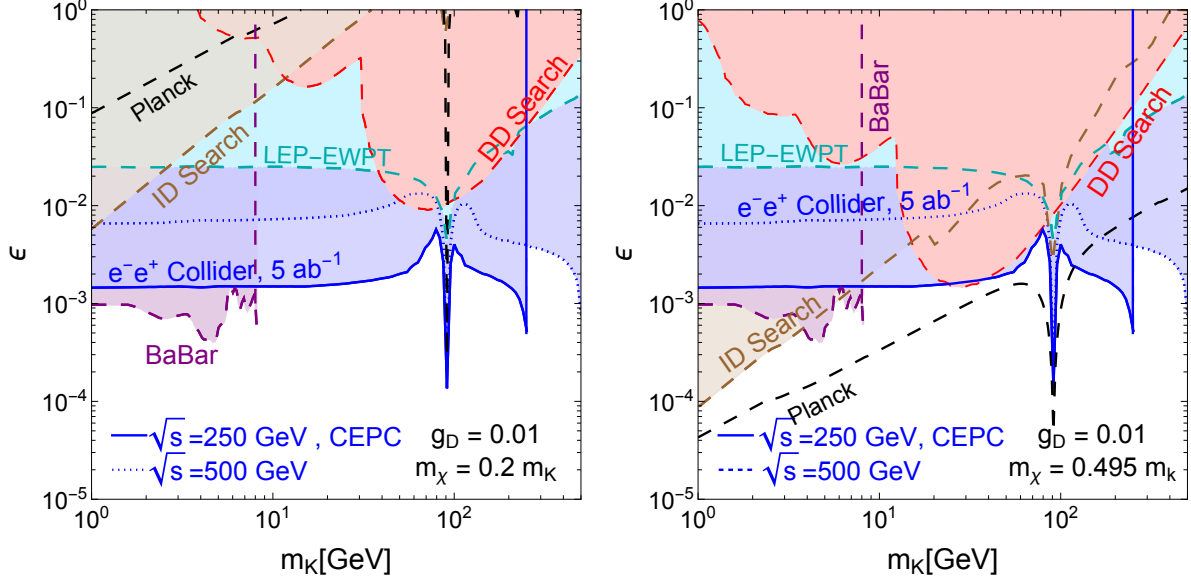 10^0
10^-1
10^-2
10^-3
10^-4
10^-5
ϵ
Planck
ID Search
LEP−EWPT
BaBar
DD Search
e⁻e⁺ Collider, 5 ab⁻¹
BaBar
√s =250 GeV , CEPC
√s =500 GeV
g_D = 0.01
m_χ = 0.2 m_K
10^0 10^1 10^2
m_K[GeV]
10^0
10^-1
10^-2
10^-3
10^-4
10^-5
ϵ
BaBar
LEP−EWPT
DD Search
e⁻e⁺ Collider, 5 ab⁻¹
ID Search
Planck
√s =250 GeV, CEPC
√s =500 GeV
g_D = 0.01
m_χ = 0.495 m_k
10^0 10^1 10^2
m_K[GeV]